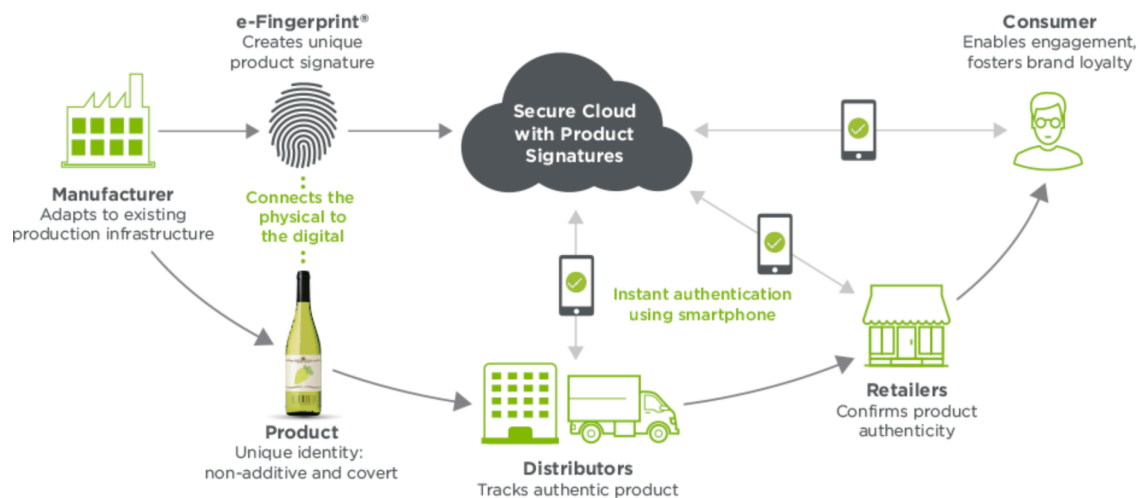 e-Fingerprint®
Creates unique
product signature
Consumer
Enables engagement,
fosters brand loyalty
Secure Cloud
with Product
Signatures
Manufacturer
Adapts to existing
production infrastructure
Connects the
physical to
the digital
Instant authentication
using smartphone
Retailers
Confirms product
authenticity
Product
Unique identity:
non-additive and covert
Distributors
Tracks authentic product